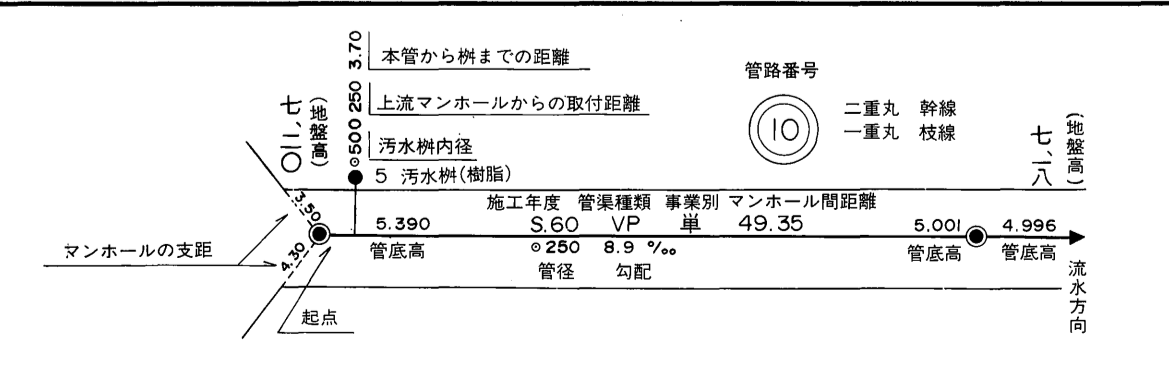 3.70
本管から桝までの距離
250
上流マンホールからの取付距離
⊙500
汚水桝内径
5 汚水桝(樹脂)
七、〇二
(地盤高)
管路番号
10
二重丸 幹線
一重丸 枝線
七、一八
(地盤高)
施工年度 管渠種類 事業別 マンホール間距離
3.50
5.390
S.60 VP 単 49.35
5.001
4.996
マンホールの支距
4.30
管底高
⊙250 8.9 ‰
管底高
管底高
管径 勾配
流水方向
起点